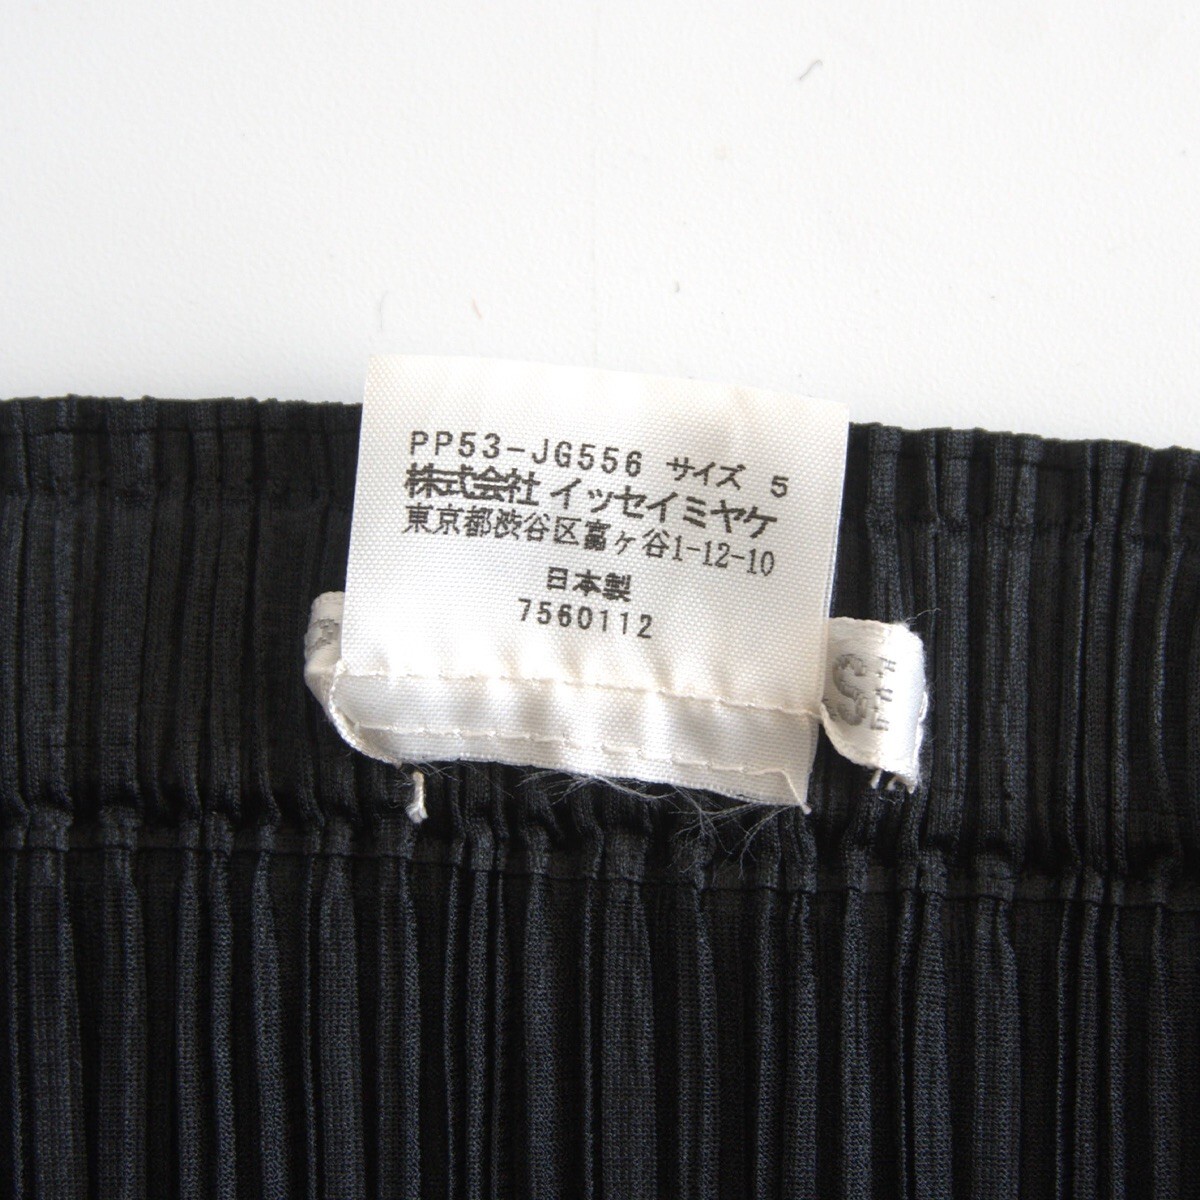 PP53-JG556 サイズ 5
株式会社 イッセイミヤケ
東京都渋谷区富ヶ谷1-12-10
日本製
7560112